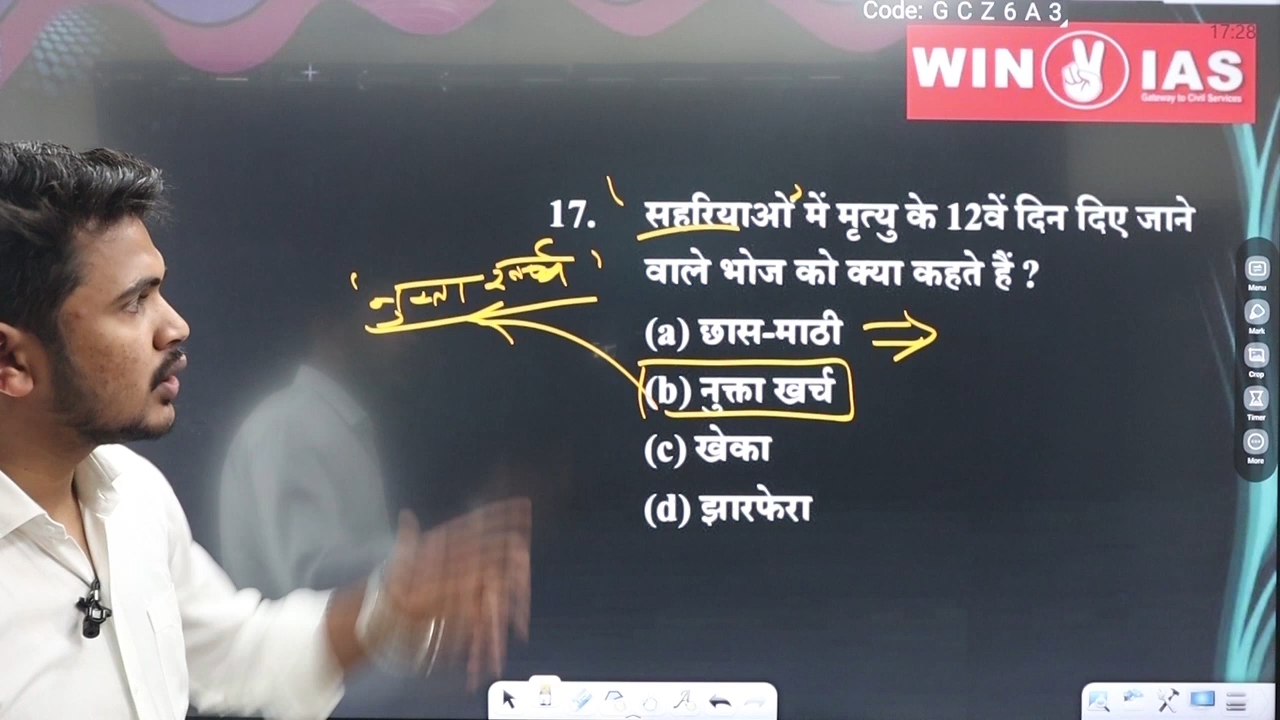 Code: G C Z 6 A 3
17:28
WIN IAS
Gateway to Civil Services
17. सहरियाओं में मृत्यु के 12वें दिन दिए जाने
वाले भोज को क्या कहते हैं ?
(a) छास-माठी
(b) नुक्ता खर्च
(c) खेका
(d) झारफेरा
नुक्ता खर्च
Menu
Mark
Crop
Timer
More